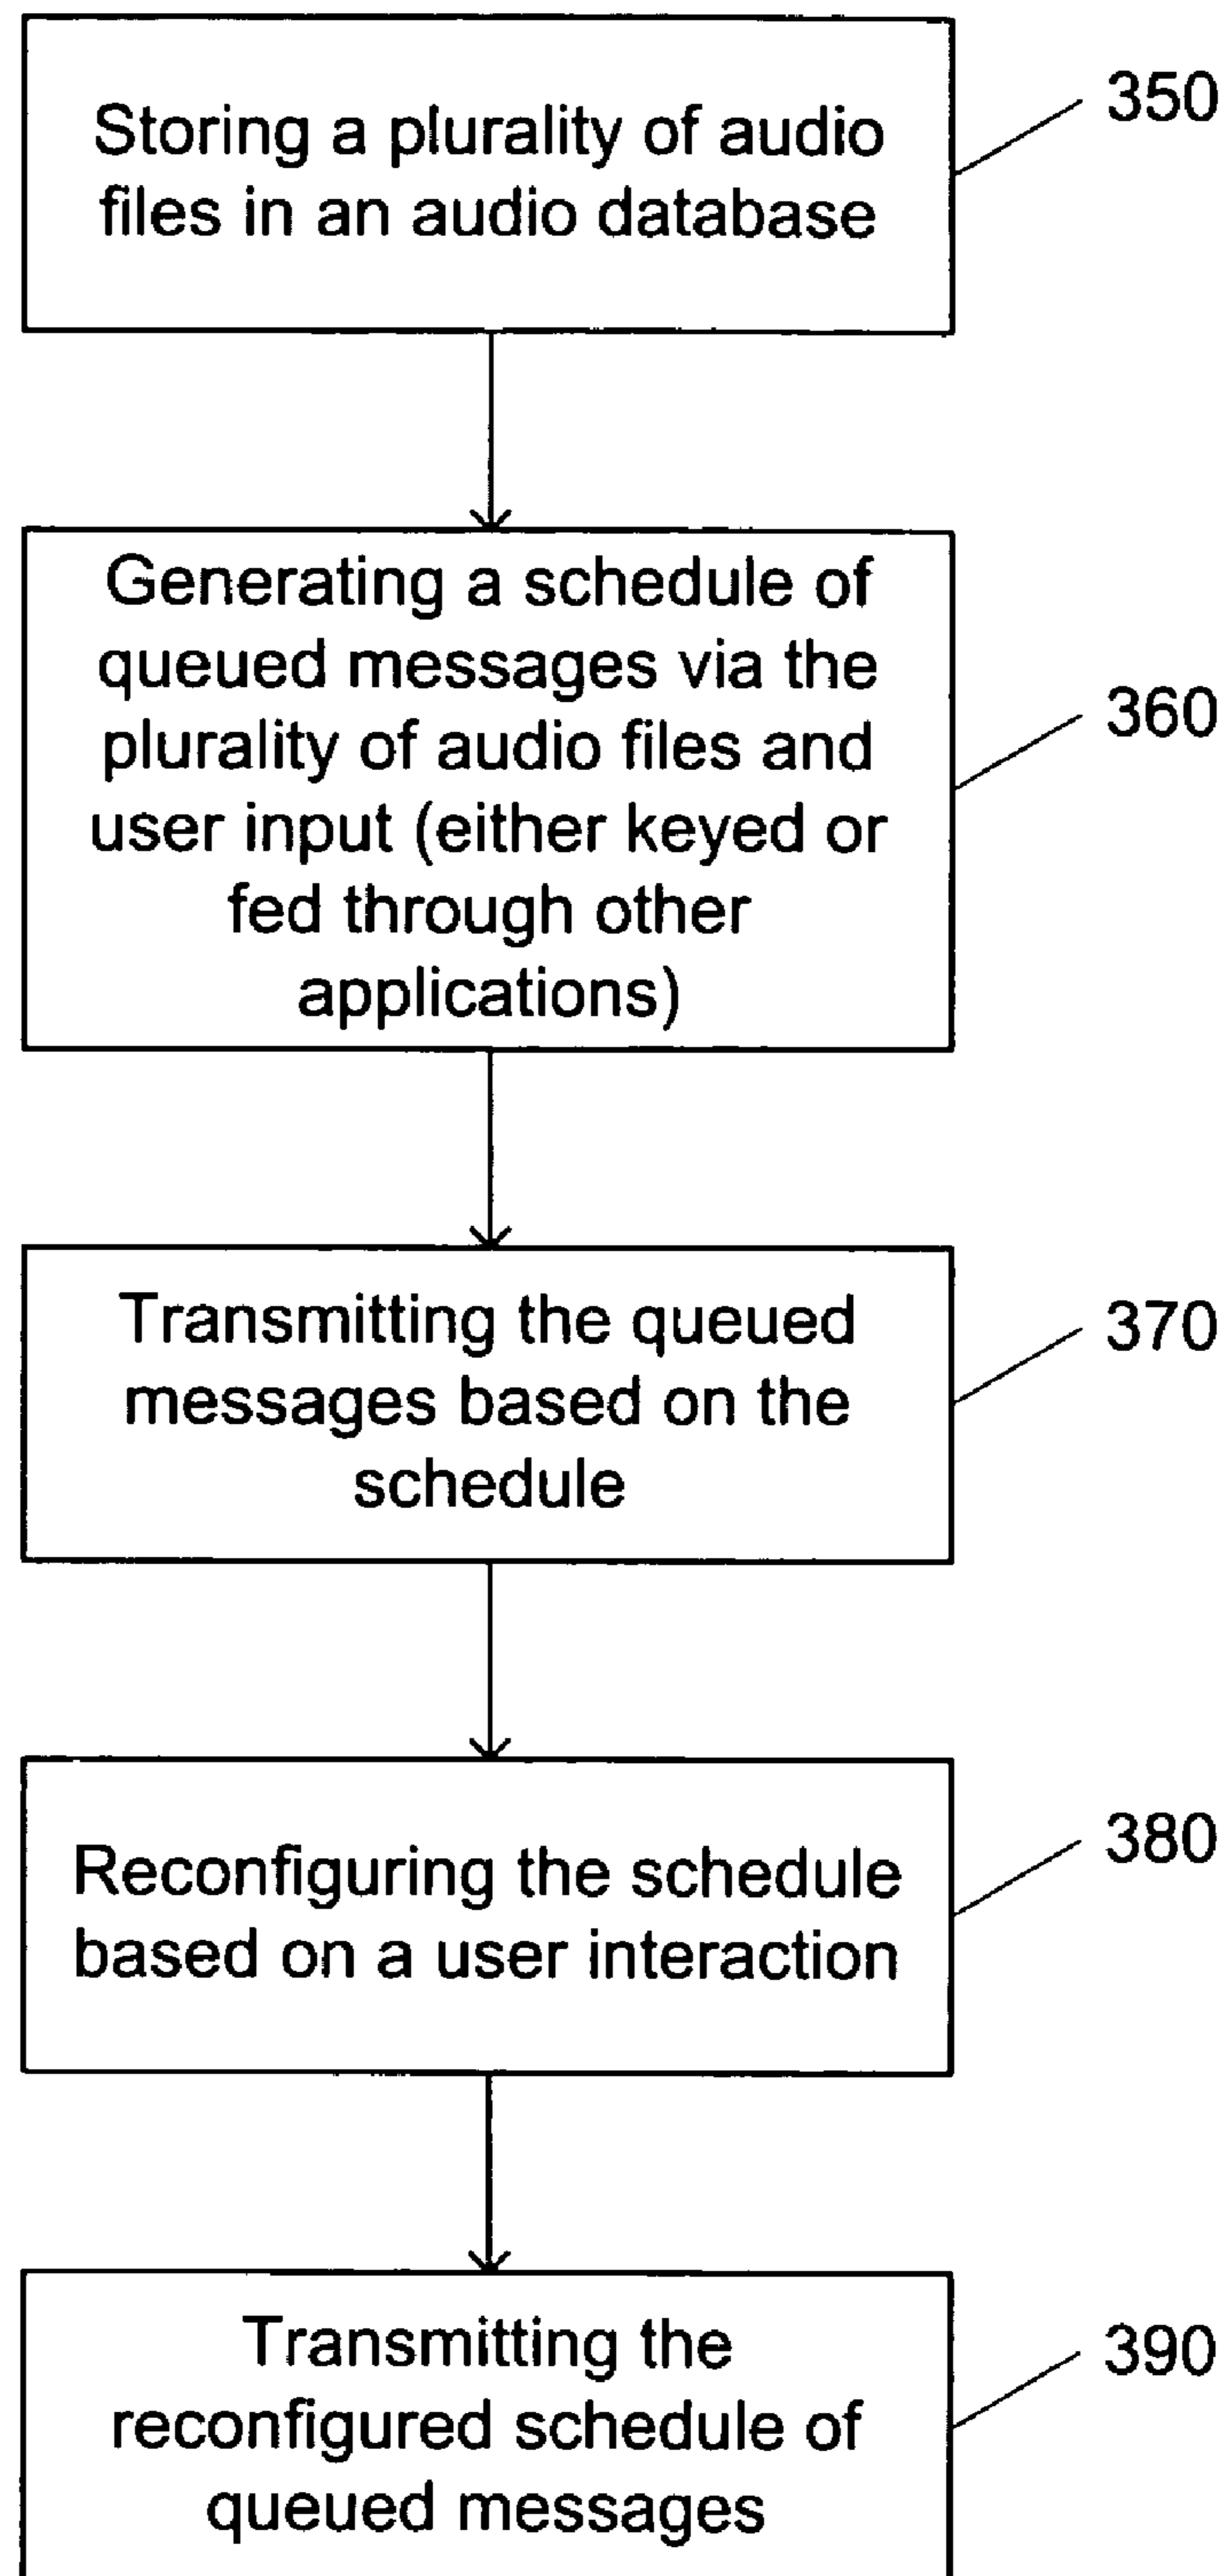 Storing a plurality of audio
files in an audio database
350
Generating a schedule of
queued messages via the
plurality of audio files and
user input (either keyed or
fed through other
applications)
360
Transmitting the queued
messages based on the
schedule
370
Reconfiguring the schedule
based on a user interaction
380
Transmitting the
reconfigured schedule of
queued messages
390